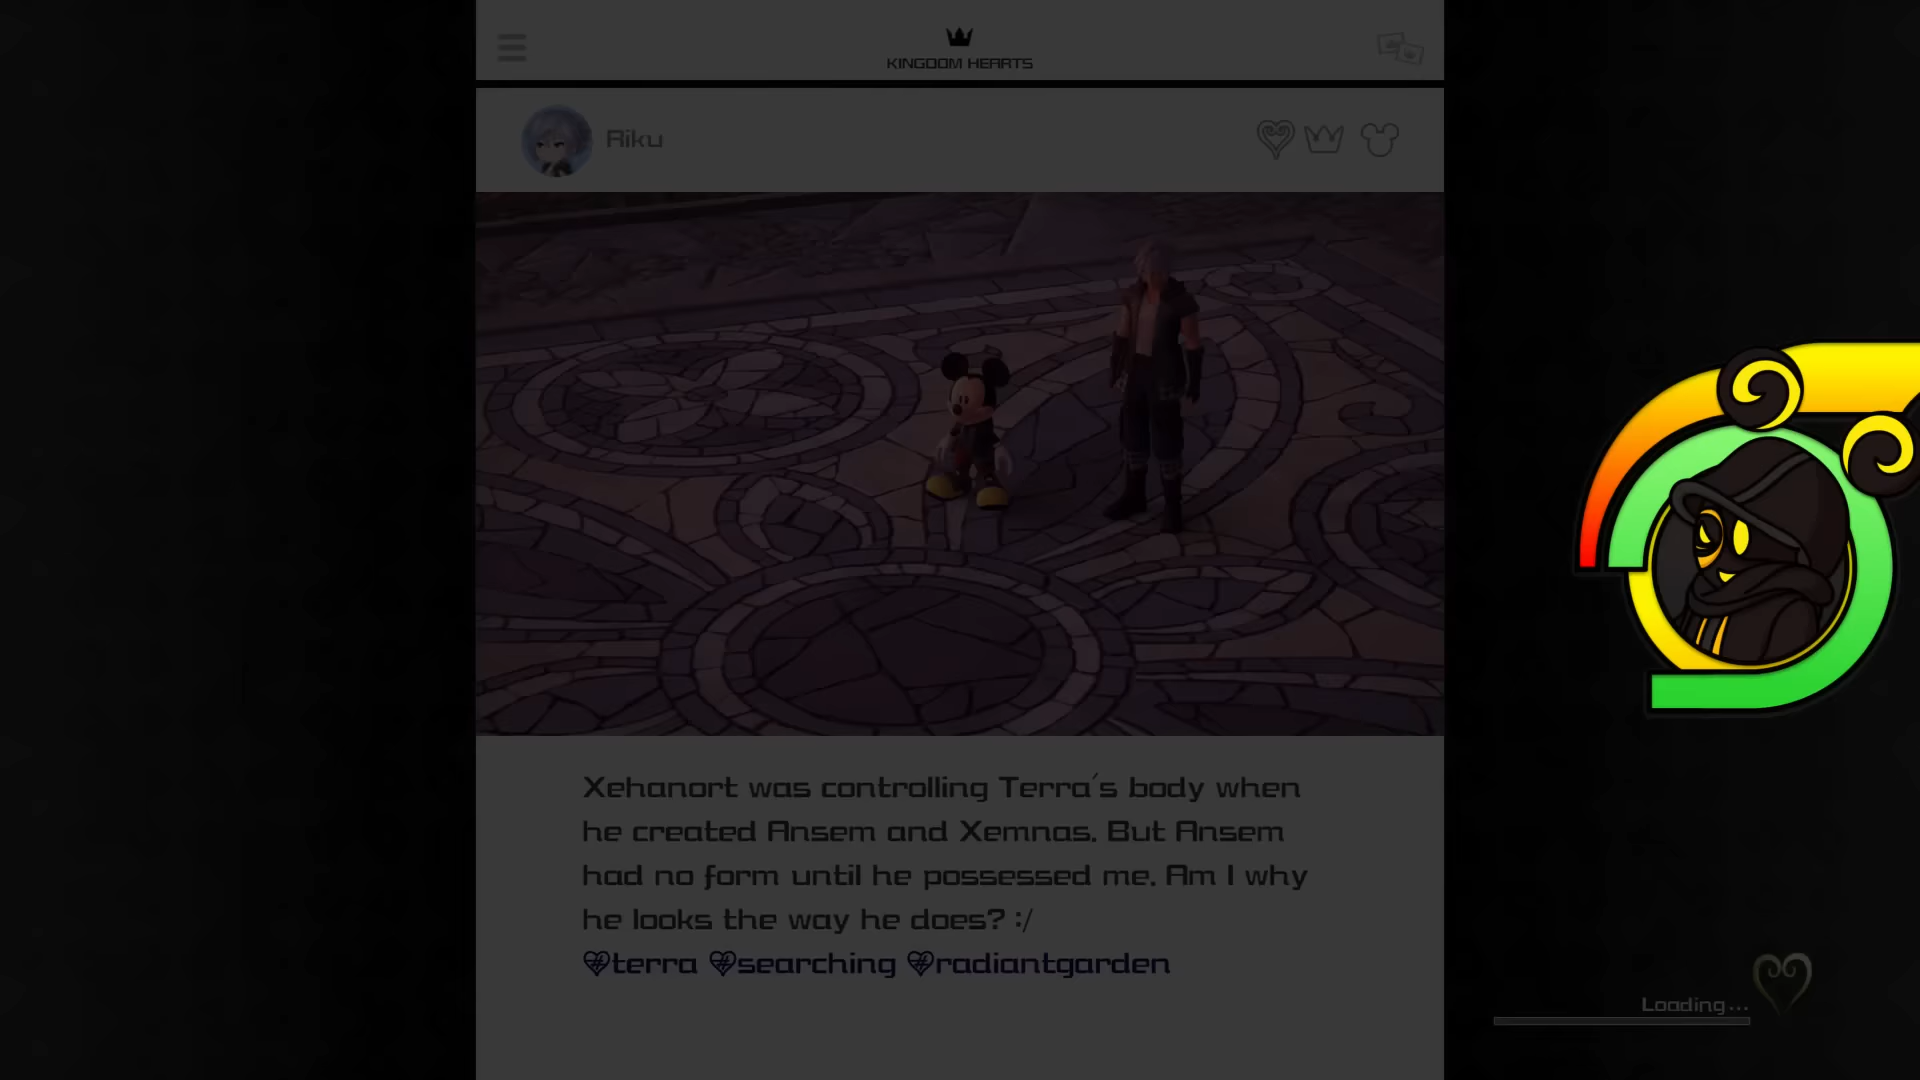 KINGDOM HEARTS
Riku
Xehanort was controlling Terra's body when
he created Ansem and Xemnas. But Ansem
had no form until he possessed me. Am I why
he looks the way he does? :/
#terra #searching #radiantgarden
Loading...